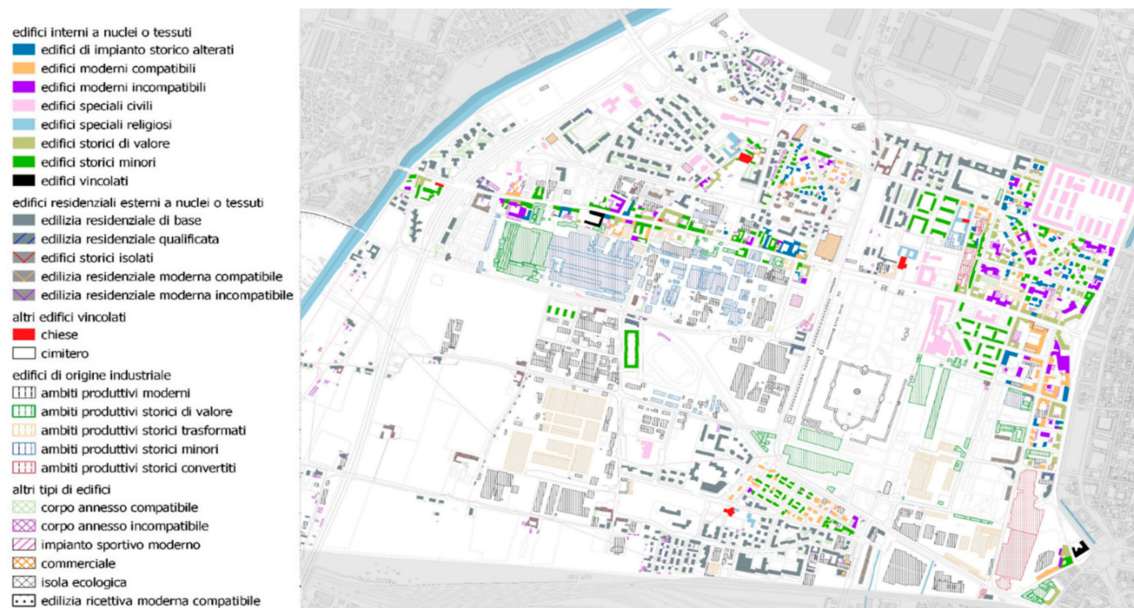 edifici interni a nuclei o tessuti
edifici di impianto storico alterati
edifici moderni compatibili
edifici moderni incompatibili
edifici speciali civili
edifici speciali religiosi
edifici storici di valore
edifici storici minori
edifici vincolati
edifici residenziali esterni a nuclei o tessuti
edilizia residenziale di base
edilizia residenziale qualificata
edifici storici isolati
edilizia residenziale moderna compatibile
edilizia residenziale moderna incompatibile
altri edifici vincolati
chiese
cimitero
edifici di origine industriale
ambiti produttivi moderni
ambiti produttivi storici di valore
ambiti produttivi storici trasformati
ambiti produttivi storici minori
ambiti produttivi storici convertiti
altri tipi di edifici
corpo annesso compatibile
corpo annesso incompatibile
impianto sportivo moderno
commerciale
isola ecologica
edilizia ricettiva moderna compatibile